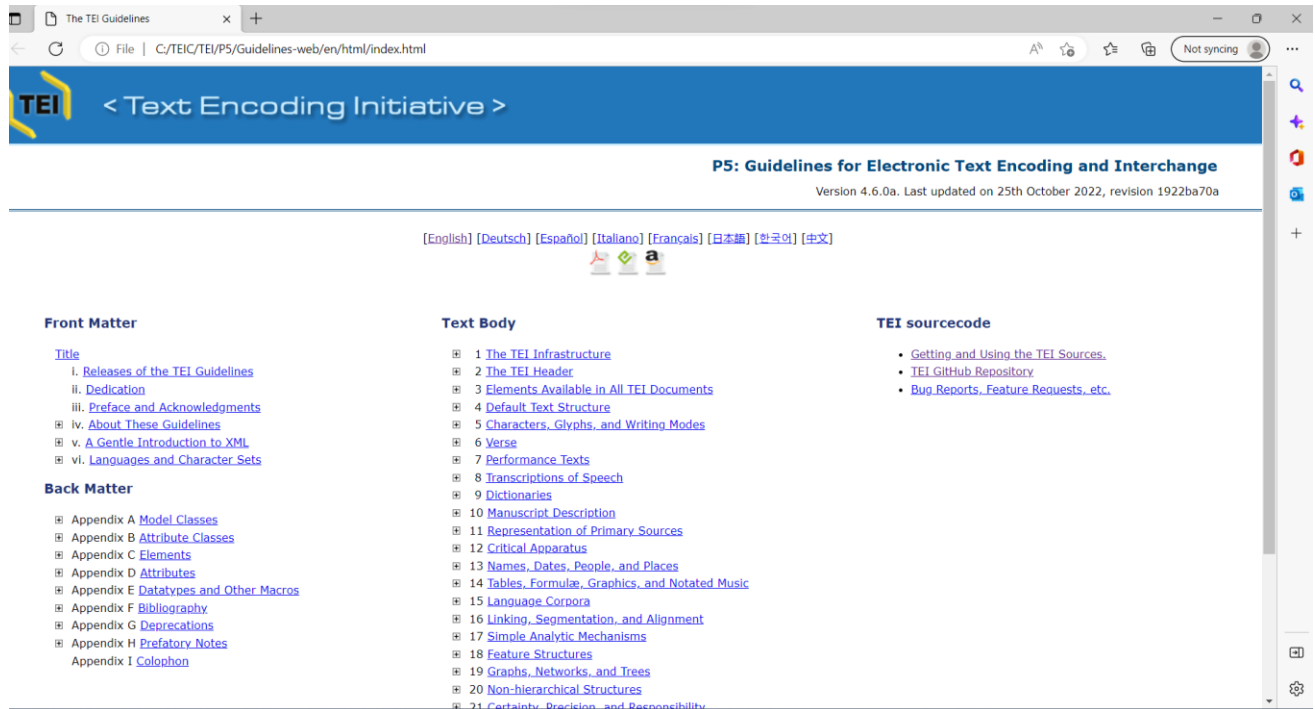 The TEI Guidelines
File | C:/TEIC/TEI/P5/Guidelines-web/en/html/index.html
Not syncing
TEI
< Text Encoding Initiative >
P5: Guidelines for Electronic Text Encoding and Interchange
Version 4.6.0a. Last updated on 25th October 2022, revision 1922ba70a
[English] [Deutsch] [Español] [Italiano] [Français] [日本語] [한국어] [中文]
Front Matter
Title
i. Releases of the TEI Guidelines
ii. Dedication
iii. Preface and Acknowledgments
iv. About These Guidelines
v. A Gentle Introduction to XML
vi. Languages and Character Sets
Back Matter
Appendix A Model Classes
Appendix B Attribute Classes
Appendix C Elements
Appendix D Attributes
Appendix E Datatypes and Other Macros
Appendix F Bibliography
Appendix G Deprecations
Appendix H Prefatory Notes
Appendix I Colophon
Text Body
1 The TEI Infrastructure
2 The TEI Header
3 Elements Available in All TEI Documents
4 Default Text Structure
5 Characters, Glyphs, and Writing Modes
6 Verse
7 Performance Texts
8 Transcriptions of Speech
9 Dictionaries
10 Manuscript Description
11 Representation of Primary Sources
12 Critical Apparatus
13 Names, Dates, People, and Places
14 Tables, Formulæ, Graphics, and Notated Music
15 Language Corpora
16 Linking, Segmentation, and Alignment
17 Simple Analytic Mechanisms
18 Feature Structures
19 Graphs, Networks, and Trees
20 Non-hierarchical Structures
21 Certainty, Precision, and Responsibility
TEI sourcecode
• Getting and Using the TEI Sources.
• TEI GitHub Repository
• Bug Reports, Feature Requests, etc.